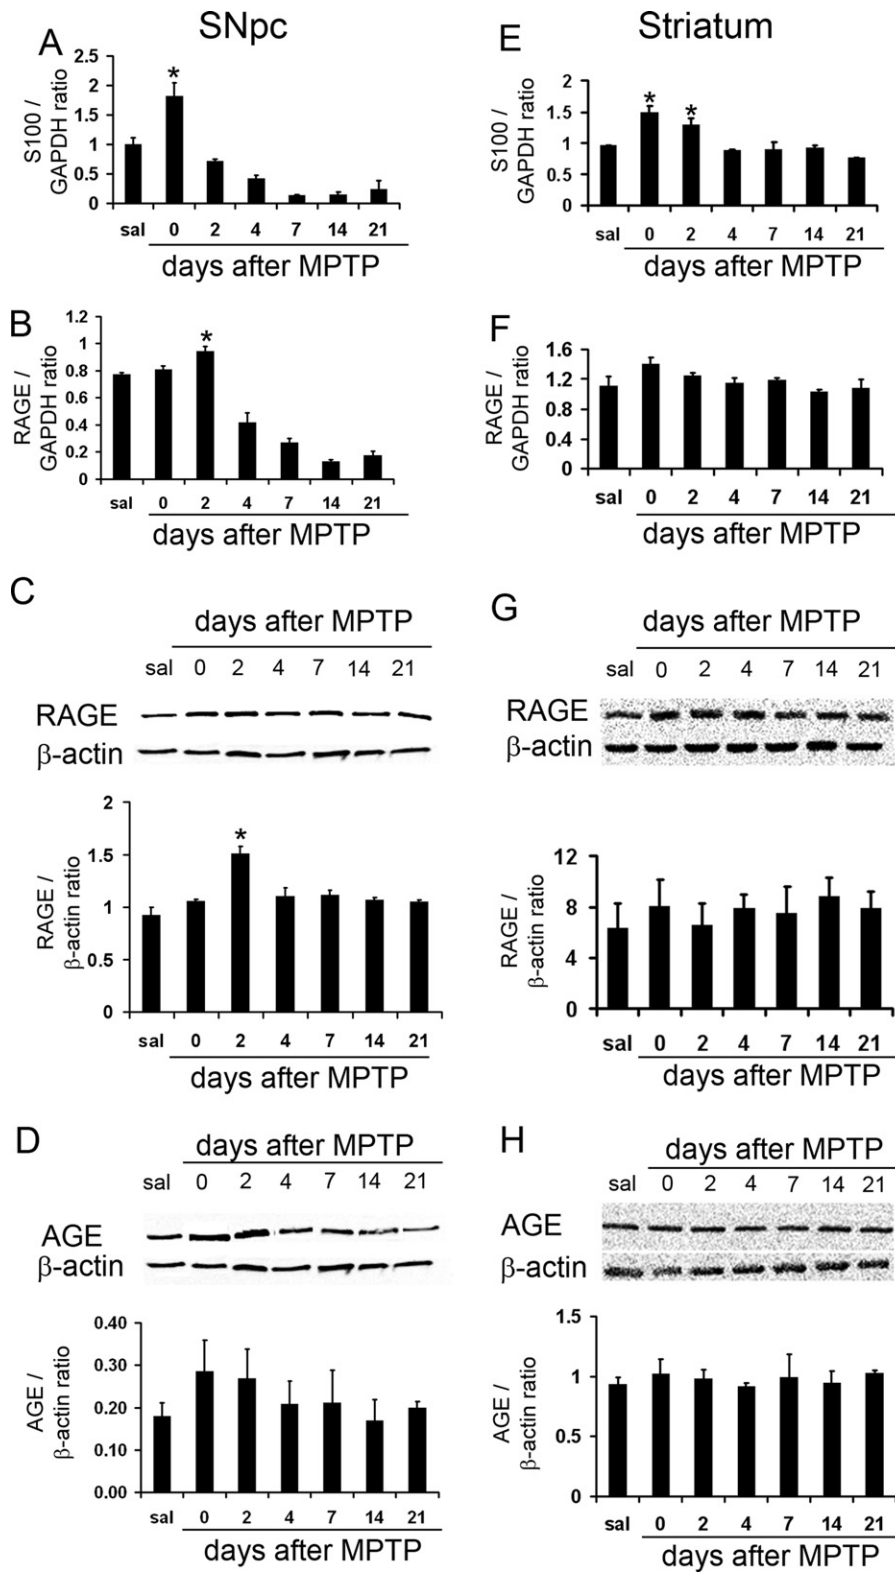 SNpc
A
S100 /
GAPDH ratio
2.5
2
1.5
1
0.5
0
*
sal 0 2 4 7 14 21
days after MPTP
B
RAGE /
GAPDH ratio
1.2
1
0.8
0.6
0.4
0.2
0
*
sal 0 2 4 7 14 21
days after MPTP
C
days after MPTP
sal 0 2 4 7 14 21
RAGE
β-actin
RAGE /
β-actin ratio
2
1.5
1
0.5
0
*
sal 0 2 4 7 14 21
days after MPTP
D
days after MPTP
sal 0 2 4 7 14 21
AGE
β-actin
AGE /
β-actin ratio
0.40
0.30
0.20
0.10
0.00
sal 0 2 4 7 14 21
days after MPTP
Striatum
E
S100 /
GAPDH ratio
2
1.5
1
0.5
0
* *
sal 0 2 4 7 14 21
days after MPTP
F
RAGE /
GAPDH ratio
1.6
1.2
0.8
0.4
0
sal 0 2 4 7 14 21
days after MPTP
G
days after MPTP
sal 0 2 4 7 14 21
RAGE
β-actin
RAGE /
β-actin ratio
12
8
4
0
sal 0 2 4 7 14 21
days after MPTP
H
days after MPTP
sal 0 2 4 7 14 21
AGE
β-actin
AGE /
β-actin ratio
1.5
1
0.5
0
sal 0 2 4 7 14 21
days after MPTP